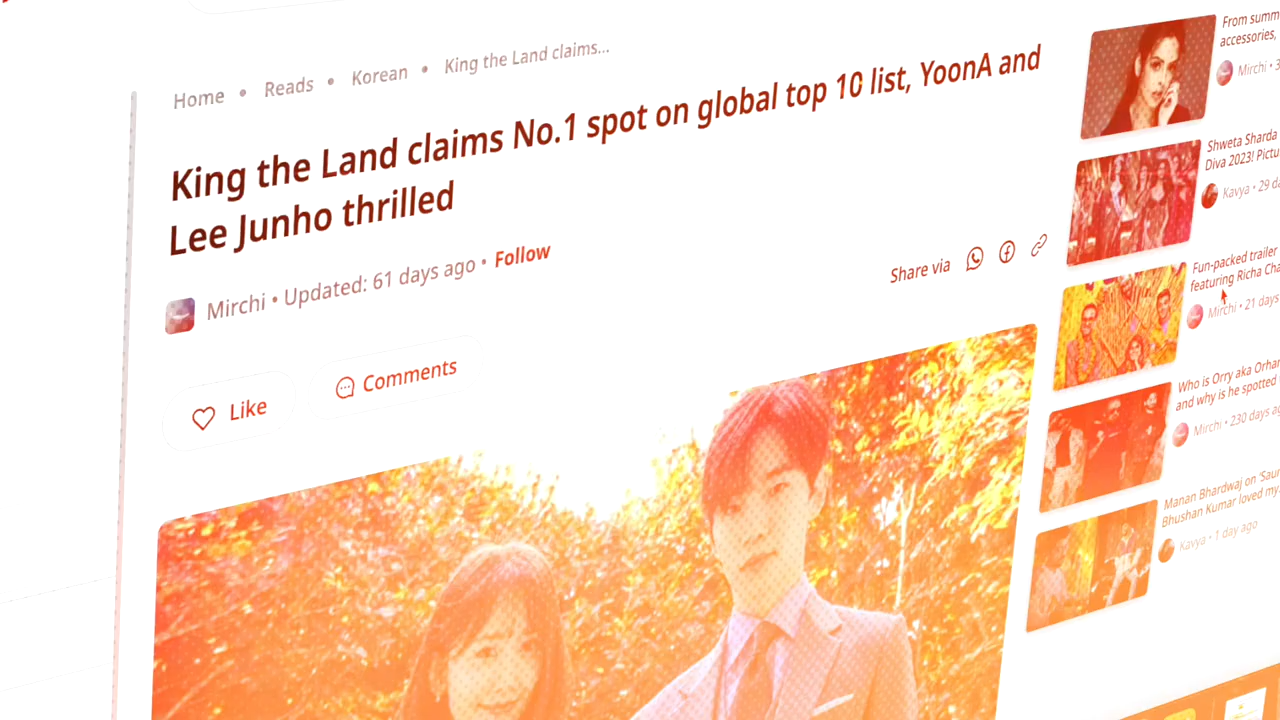 Home • Reads • Korean • King the Land claims...
King the Land claims No.1 spot on global top 10 list, YoonA and
Lee Junho thrilled
Mirchi • Updated: 61 days ago • Follow
Share via
Like
Comments
From summ
accessories,
Mirchi • 3
Shweta Sharda
Diva 2023! Pictu
Kavya • 29 da
Fun-packed trailer
featuring Richa Cha
Mirchi • 21 days
Who is Orry aka Orhan
and why is he spotted
Mirchi • 230 days ag
Manan Bhardwaj on 'Saur
Bhushan Kumar loved my
Kavya • 1 day ago